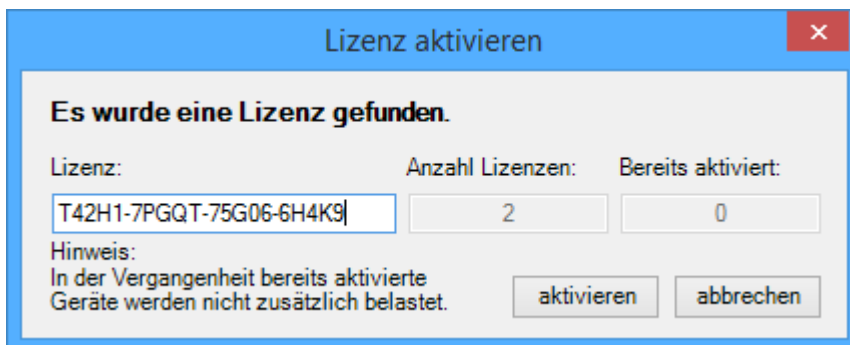 Lizenz aktivieren
Es wurde eine Lizenz gefunden.
Lizenz: Anzahl Lizenzen: Bereits aktiviert:
T42H1-7PGQT-75G06-6H4K9 2 0
Hinweis:
In der Vergangenheit bereits aktivierte
Geräte werden nicht zusätzlich belastet.
aktivieren abbrechen